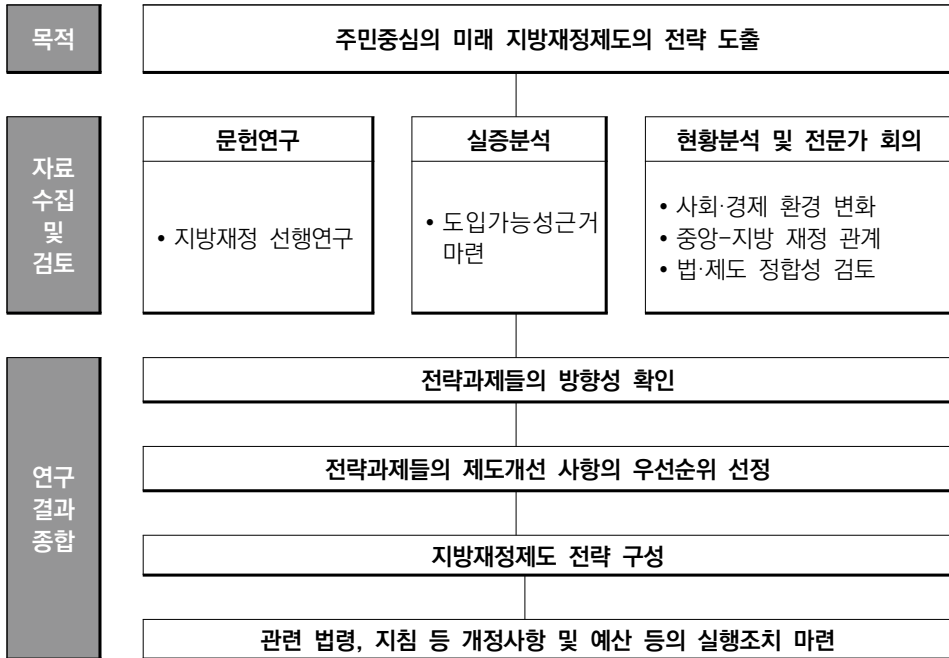 목적
주민중심의 미래 지방재정제도의 전략 도출
자료
수집
및
검토
문헌연구
• 지방재정 선행연구
실증분석
• 도입가능성근거
마련
현황분석 및 전문가 회의
• 사회·경제 환경 변화
• 중앙-지방 재정 관계
• 법·제도 정합성 검토
연구
결과
종합
전략과제들의 방향성 확인
전략과제들의 제도개선 사항의 우선순위 선정
지방재정제도 전략 구성
관련 법령, 지침 등 개정사항 및 예산 등의 실행조치 마련